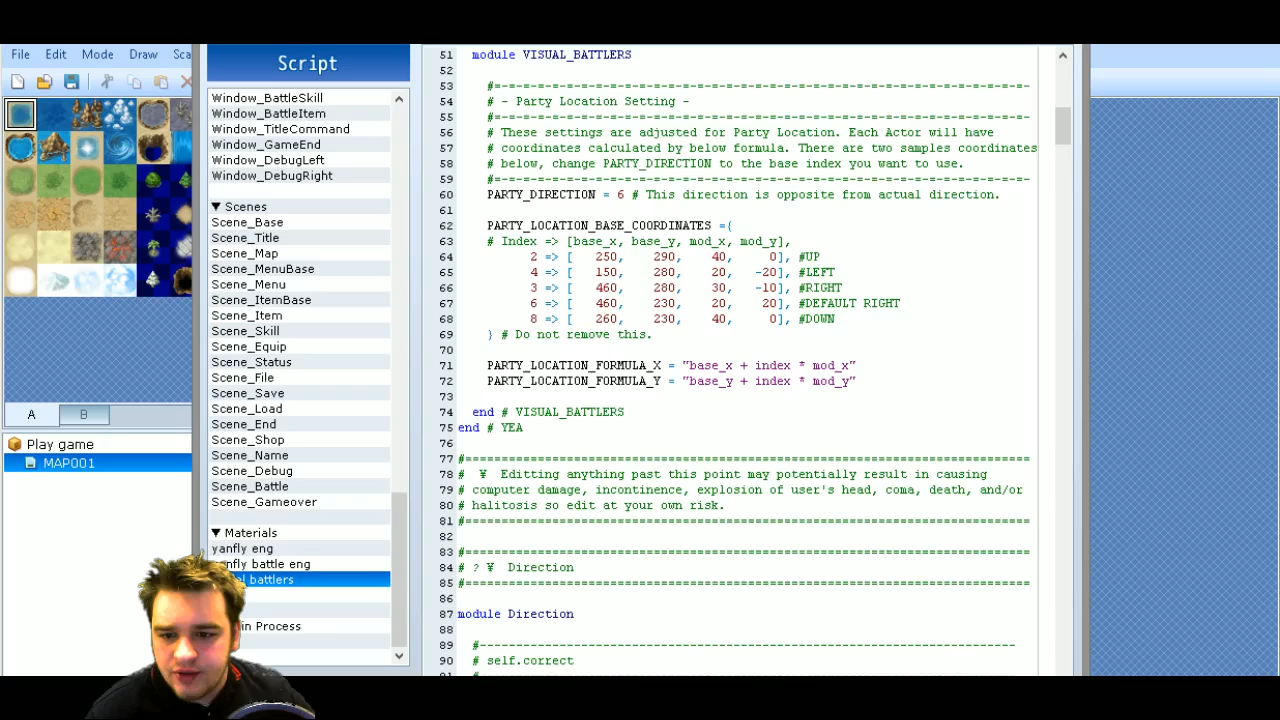 File Edit Mode Draw Sca
A B
Play game
MAP001
Script
Window_BattleSkill
Window_BattleItem
Window_TitleCommand
Window_GameEnd
Window_DebugLeft
Window_DebugRight
▼ Scenes
Scene_Base
Scene_Title
Scene_Map
Scene_MenuBase
Scene_Menu
Scene_ItemBase
Scene_Item
Scene_Skill
Scene_Equip
Scene_Status
Scene_File
Scene_Save
Scene_Load
Scene_End
Scene_Shop
Scene_Name
Scene_Debug
Scene_Battle
Scene_Gameover
▼ Materials
yanfly eng
nfly battle eng
al battlers
in Process
51 module VISUAL_BATTLERS
52
53 #==========================================================================
54 # - Party Location Setting -
55 #==========================================================================
56 # These settings are adjusted for Party Location. Each Actor will have
57 # coordinates calculated by below formula. There are two samples coordinates
58 # below, change PARTY_DIRECTION to the base index you want to use.
59 #==========================================================================
60 PARTY_DIRECTION = 6 # This direction is opposite from actual direction.
61
62 PARTY_LOCATION_BASE_COORDINATES ={
63 # Index => [base_x, base_y, mod_x, mod_y],
64 2 => [ 250, 290, 40, 0], #UP
65 4 => [ 150, 280, 20, -20], #LEFT
66 3 => [ 460, 280, 30, -10], #RIGHT
67 6 => [ 460, 230, 20, 20], #DEFAULT RIGHT
68 8 => [ 260, 230, 40, 0], #DOWN
69 } # Do not remove this.
70
71 PARTY_LOCATION_FORMULA_X = "base_x + index * mod_x"
72 PARTY_LOCATION_FORMULA_Y = "base_y + index * mod_y"
73
74 end # VISUAL_BATTLERS
75 end # YEA
76
77 #==============================================================================
78 # ¥ Editting anything past this point may potentially result in causing
79 # computer damage, incontinence, explosion of user's head, coma, death, and/or
80 # halitosis so edit at your own risk.
81 #==============================================================================
82
83 #==============================================================================
84 # ? ¥ Direction
85 #==============================================================================
86
87 module Direction
88
89 #--------------------------------------------------------------------------
90 # self.correct